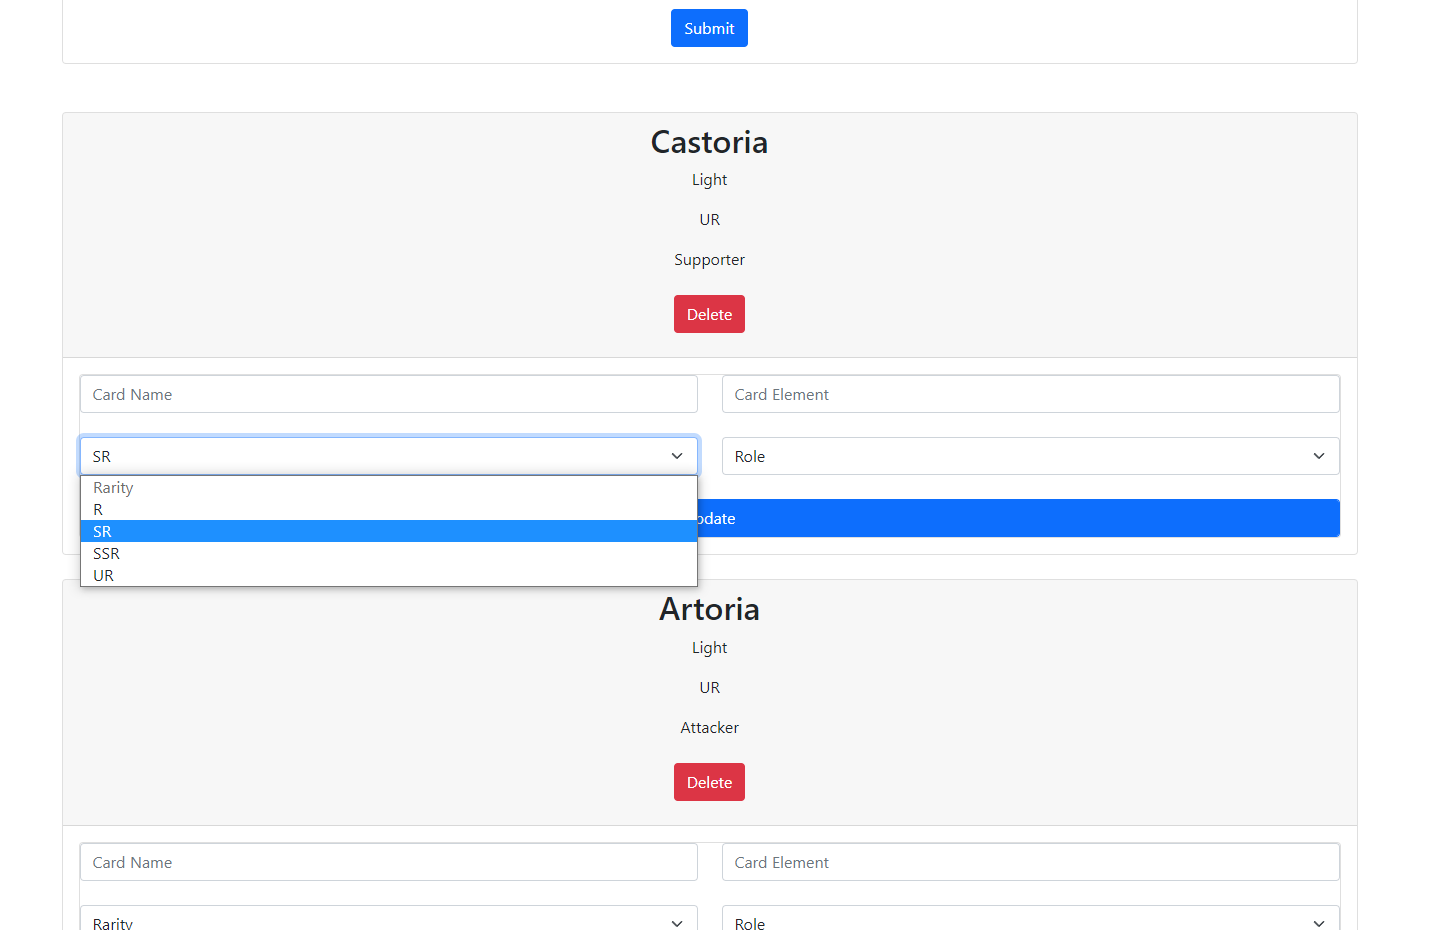 Submit
Castoria
Light
UR
Supporter
Delete
Card Name
Card Element
SR
Role
Rarity
R
SR
SSR
UR
date
Artoria
Light
UR
Attacker
Delete
Card Name
Card Element
Rarity
Role